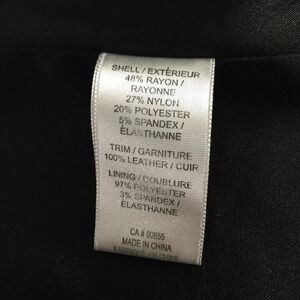 SHELL / EXTÉRIEUR
48% RAYON /
RAYONNE
27% NYLON
20% POLYESTER
5% SPANDEX /
ÉLASTHANNE
TRIM / GARNITURE
100% LEATHER / CUIR
LINING / DOUBLURE
97% POLYESTER
3% SPANDEX /
ÉLASTHANNE
CA # 00655
MADE IN CHINA